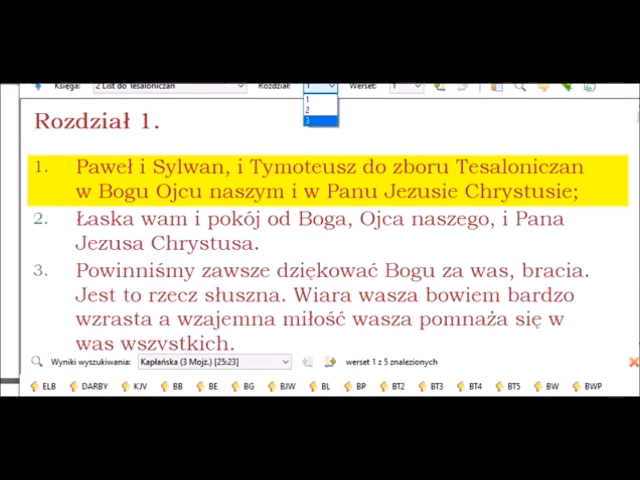 Księga: 2 List do Tesaloniczan Rozdział: 1 Werset: 1
1
2
3
Rozdział 1.
1. Paweł i Sylwan, i Tymoteusz do zboru Tesaloniczan
w Bogu Ojcu naszym i w Panu Jezusie Chrystusie;
2. Łaska wam i pokój od Boga, Ojca naszego, i Pana
Jezusa Chrystusa.
3. Powinniśmy zawsze dziękować Bogu za was, bracia.
Jest to rzecz słuszna. Wiara wasza bowiem bardzo
wzrasta a wzajemna miłość wasza pomnaża się w
was wszystkich.
Wyniki wyszukiwania: Kapłańska (3 Mojż.) [25:23] werset 1 z 5 znalezionych
ELB DARBY KJV BB BE BG BJW BL BP BT2 BT3 BT4 BT5 BW BWP